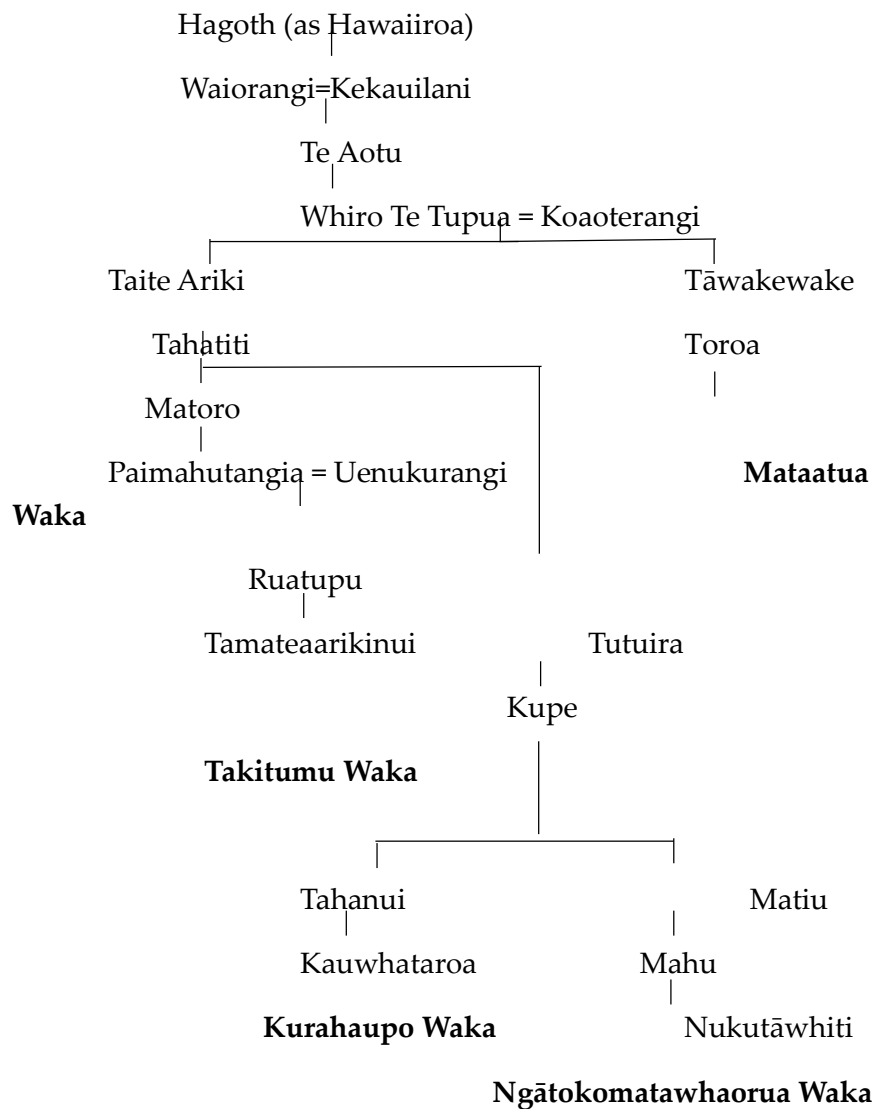 Hagoth (as Hawaiiroa)
Waiorangi=Kekauilani
Te Aotu
Whiro Te Tupua = Koaoterangi
Taite Ariki Tāwakewake
Tahatiti Toroa
Matoro
Paimahutangia = Uenukurangi Mataatua
Waka
Ruatupu
Tamateaarikinui Tutuira
Kupe
Takitumu Waka
Tahanui Matiu
Kauwhataroa Mahu
Kurahaupo Waka Nukutāwhiti
Ngātokomatawhaorua Waka